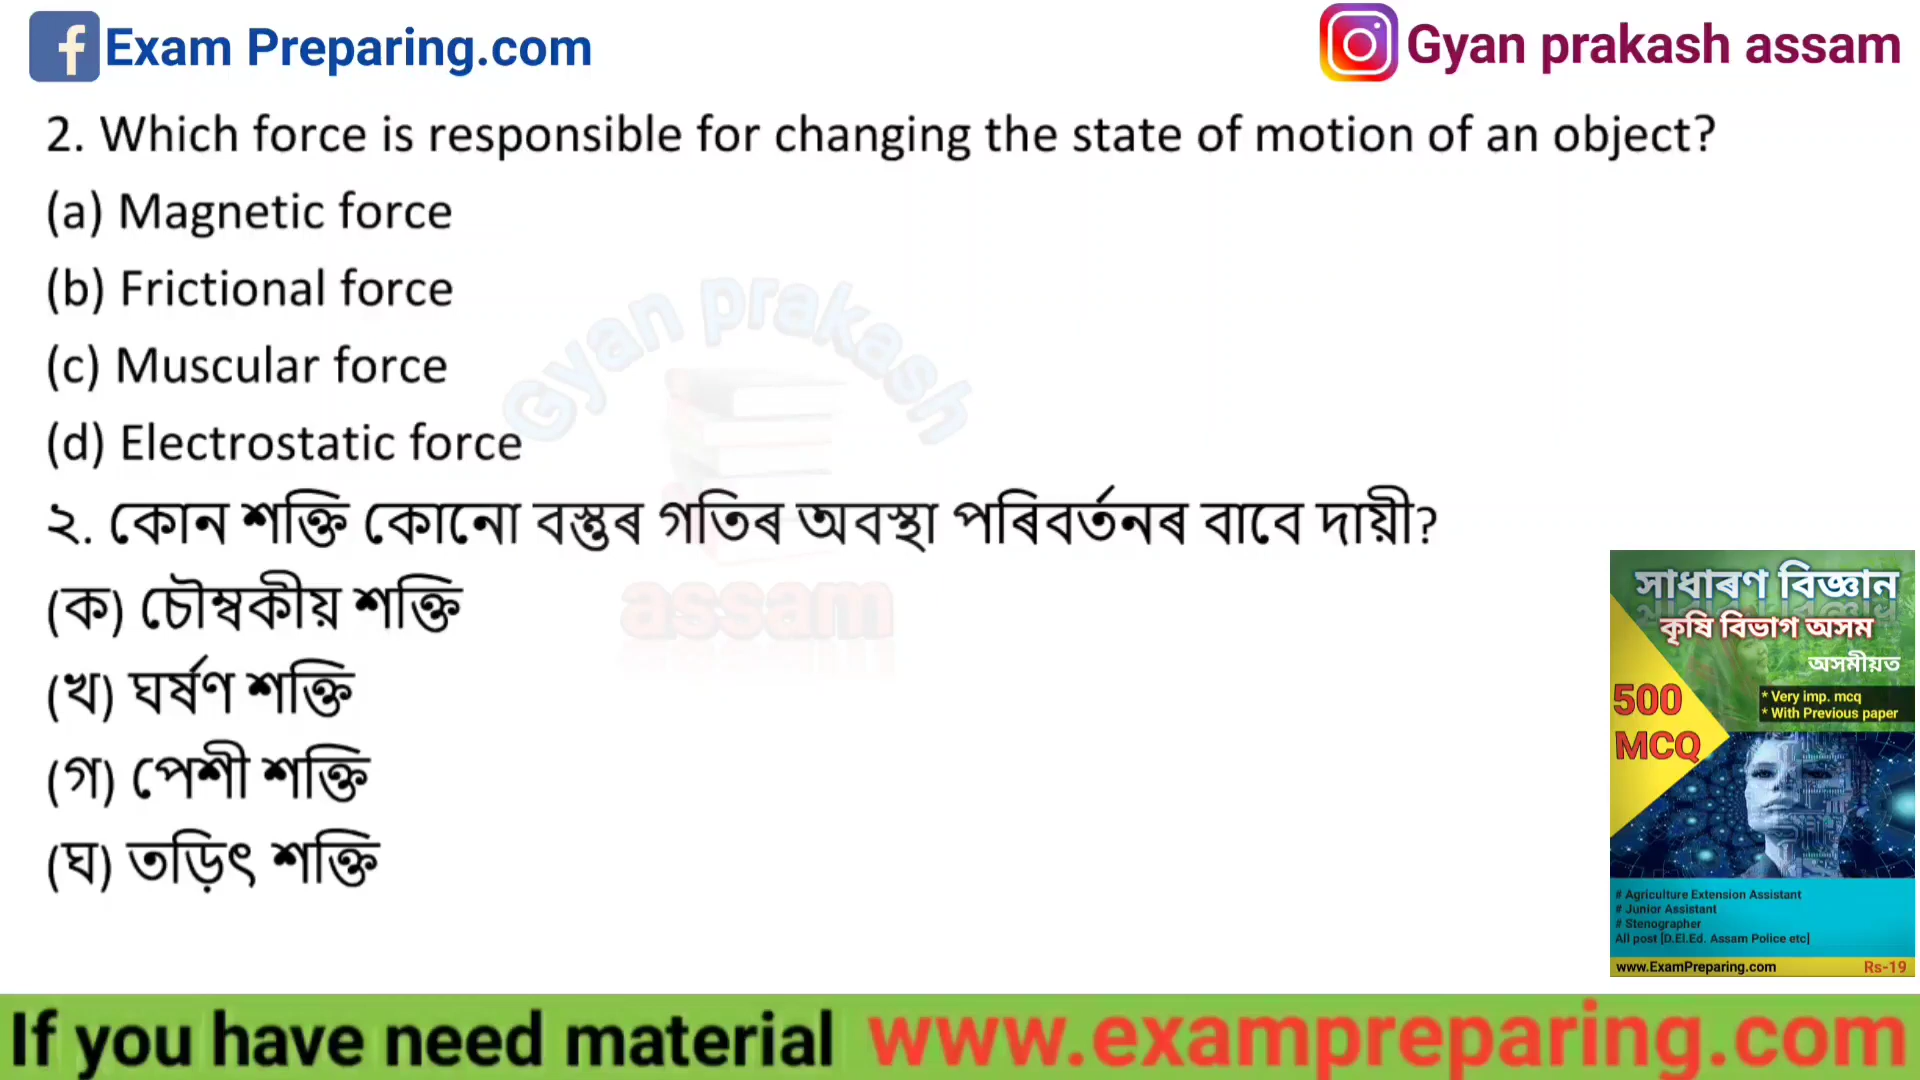 Exam Preparing.com
Gyan prakash assam
2. Which force is responsible for changing the state of motion of an object?
(a) Magnetic force
(b) Frictional force
(c) Muscular force
(d) Electrostatic force
২. কোন শক্তি কোনো বস্তুৰ গতিৰ অবস্থা পৰিবৰ্তনৰ বাবে দায়ী?
(ক) চৌম্বকীয় শক্তি
(খ) ঘৰ্ষণ শক্তি
(গ) পেশী শক্তি
(ঘ) তড়িৎ শক্তি
Gyan prakash
assam
সাধাৰণ বিজ্ঞান
কৃষি বিভাগ অসম
অসমীয়ত
500
MCQ
* Very imp. mcq
* With Previous paper
# Agriculture Extension Assistant
# Junior Assistant
# Stenographer
All post [D.El.Ed. Assam Police etc]
www.ExamPreparing.com Rs-19
If you have need material www.exampreparing.com